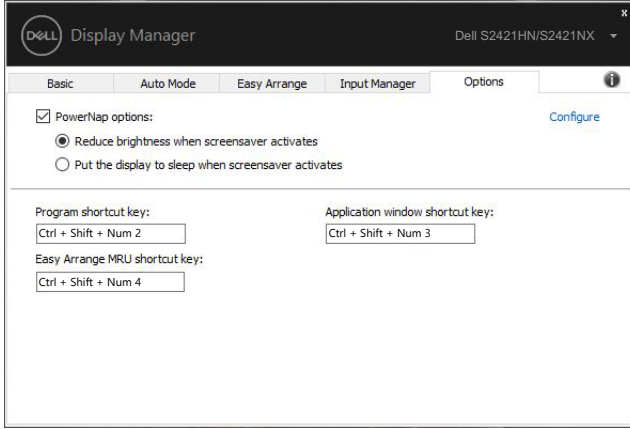 x
DELL Display Manager Dell S2421HN/S2421NX
Basic Auto Mode Easy Arrange Input Manager Options
PowerNap options: Configure
Reduce brightness when screensaver activates
Put the display to sleep when screensaver activates
Program shortcut key: Application window shortcut key:
Ctrl + Shift + Num 2 Ctrl + Shift + Num 3
Easy Arrange MRU shortcut key:
Ctrl + Shift + Num 4